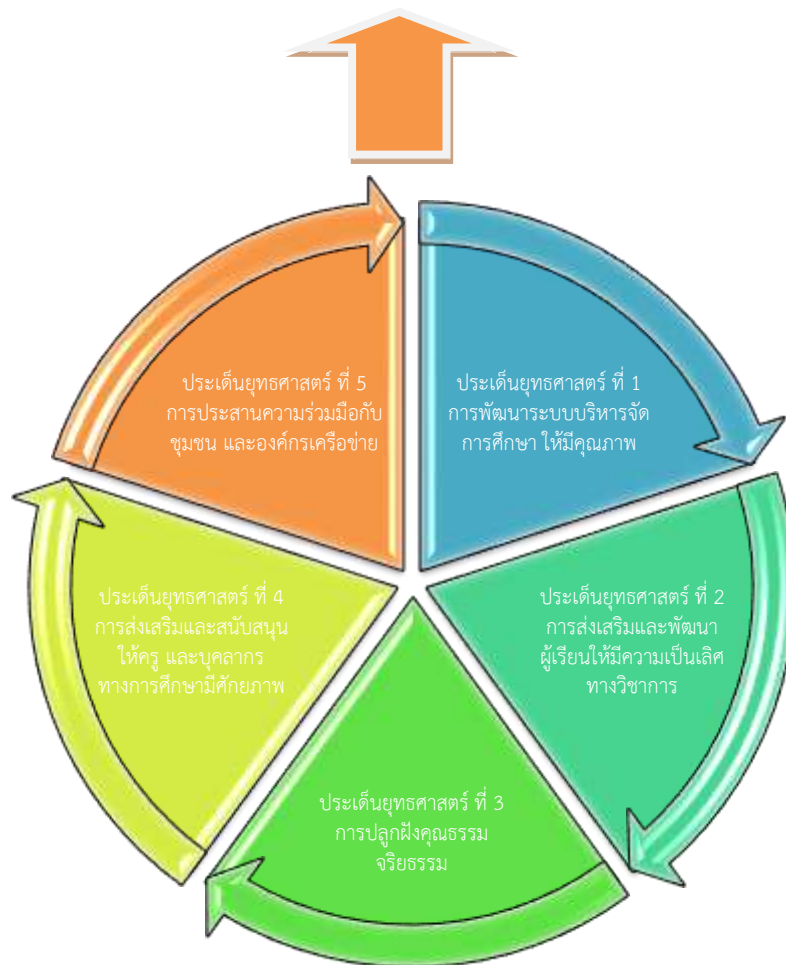 ประเด็นยุทธศาสตร์ ที่ 1
การพัฒนาระบบบริหารจัด
การศึกษา ให้มีคุณภาพ
ประเด็นยุทธศาสตร์ ที่ 2
การส่งเสริมและพัฒนา
ผู้เรียนให้มีความเป็นเลิศ
ทางวิชาการ
ประเด็นยุทธศาสตร์ ที่ 3
การปลูกฝังคุณธรรม
จริยธรรม
ประเด็นยุทธศาสตร์ ที่ 4
การส่งเสริมและสนับสนุน
ให้ครู และบุคลากร
ทางการศึกษามีศักยภาพ
ประเด็นยุทธศาสตร์ ที่ 5
การประสานความร่วมมือกับ
ชุมชน และองค์กรเครือข่าย